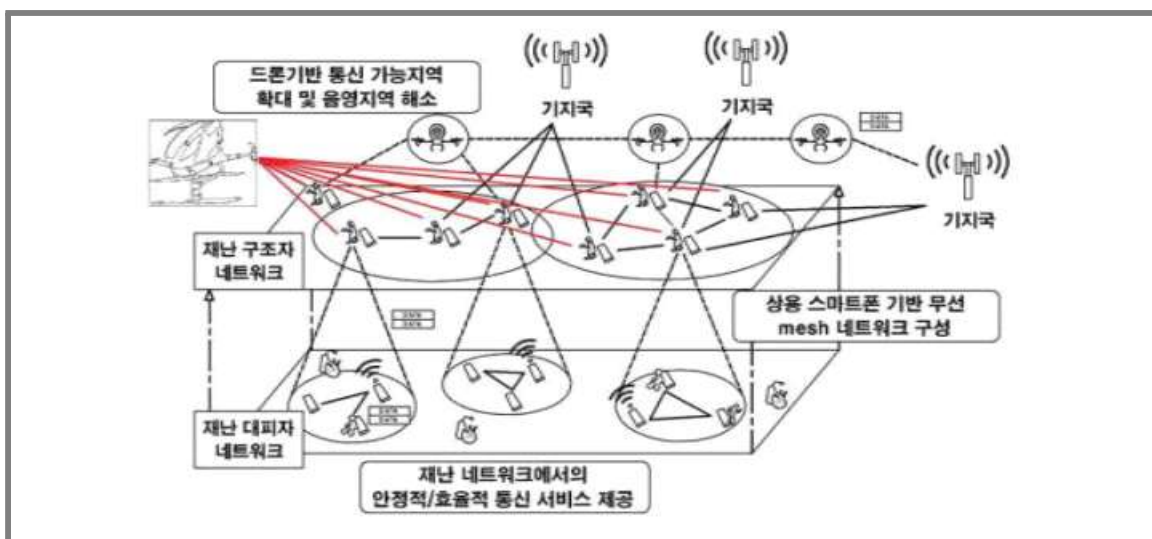 드론기반 통신 가능지역
확대 및 음영지역 해소
기지국
기지국
기지국
재난 구조자
네트워크
상용 스마트폰 기반 무선
mesh 네트워크 구성
재난 대피자
네트워크
재난 네트워크에서의
안정적/효율적 통신 서비스 제공